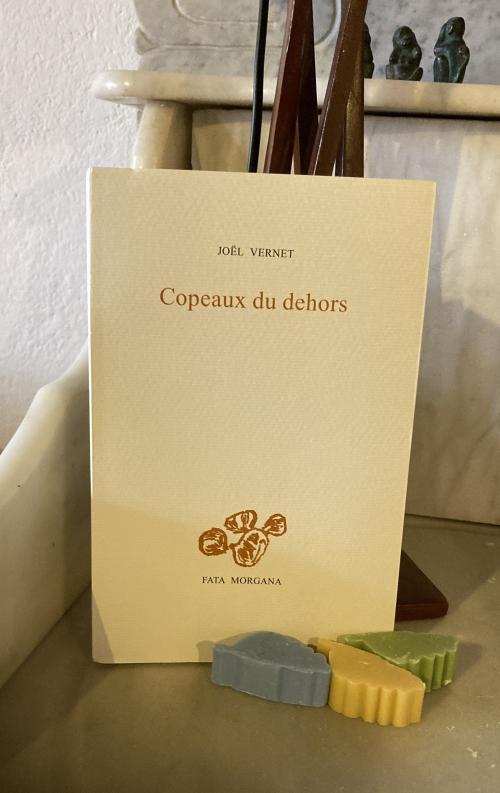 JOËL VERNET
Copeaux du dehors
FATA MORGANA